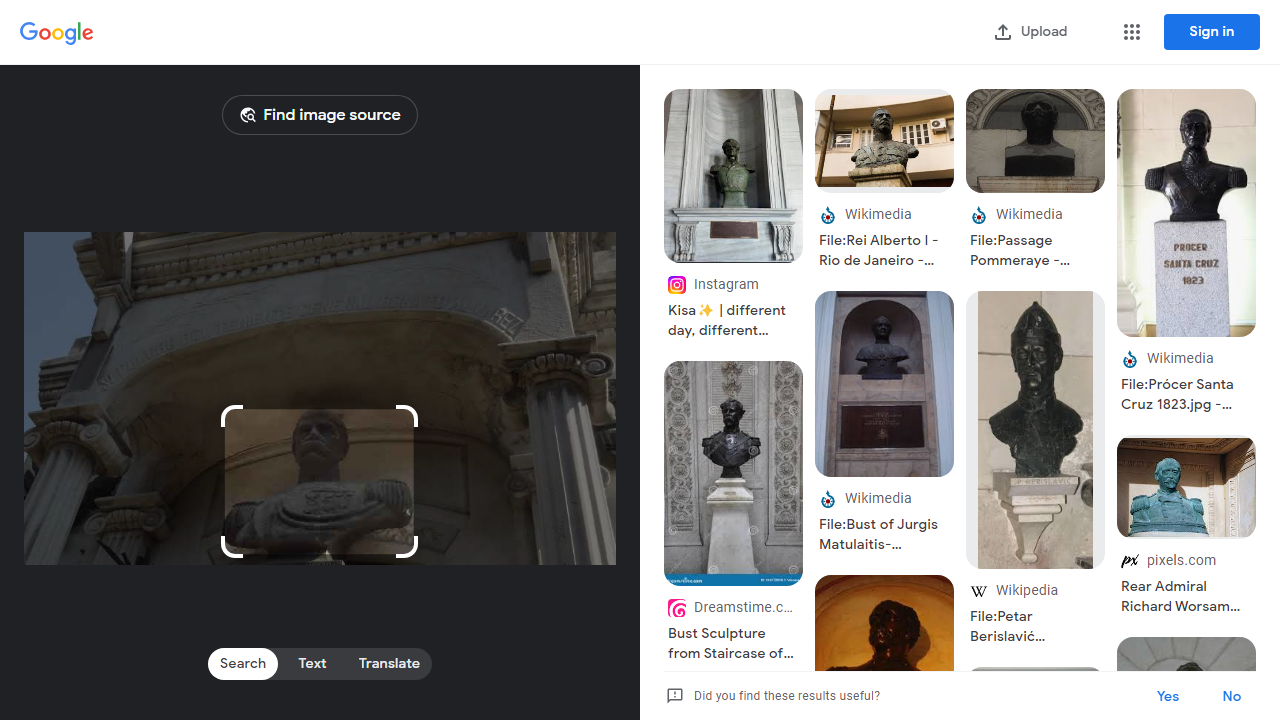 Google
Upload
Sign in
Find image source
Search
Text
Translate
Instagram
Kisa✨ | different
day, different...
Dreamstime.c...
Bust Sculpture
from Staircase of...
Wikimedia
File:Rei Alberto I -
Rio de Janeiro -...
Wikimedia
File:Bust of Jurgis
Matulaitis-...
Wikimedia
File:Passage
Pommeraye -...
Wikipedia
File:Petar
Berislavić...
PROCER
SANTA CRUZ
1823
Wikimedia
File:Prócer Santa
Cruz 1823.jpg -...
pixels.com
Rear Admiral
Richard Worsam...
Did you find these results useful?
Yes
No